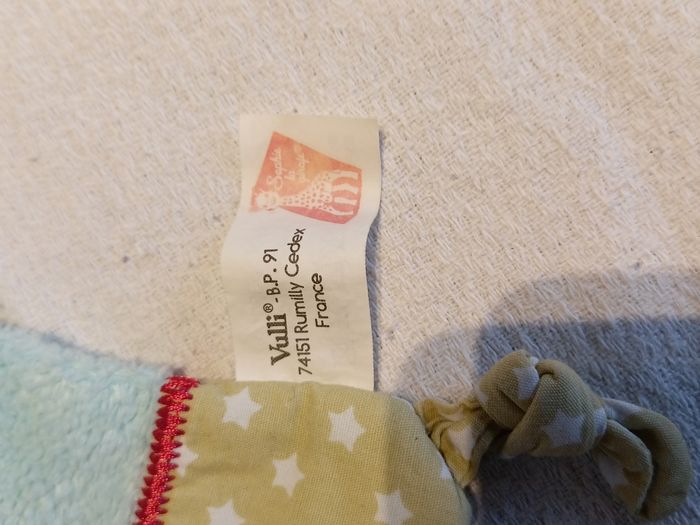 Sophie
la
girafe
Vulli® - B.P. 91
74151 Rumilly Cedex
France